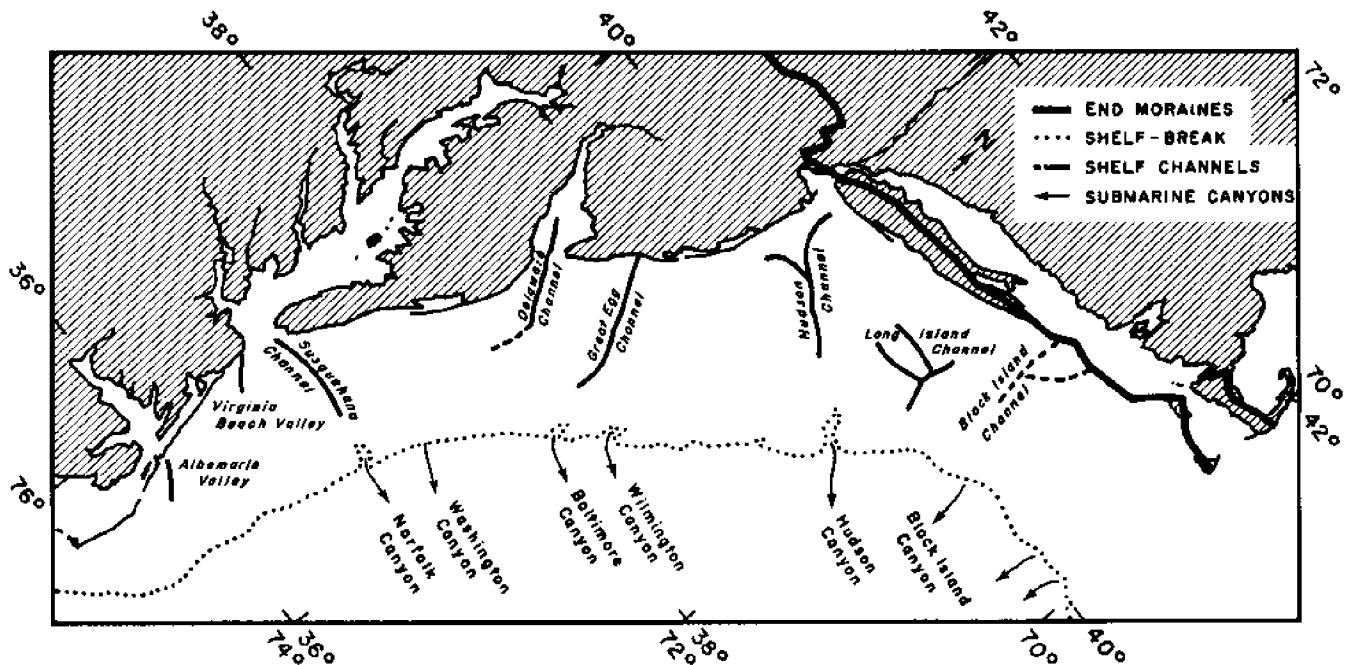 38°
40°
42°
72°
END MORAINES
SHELF-BREAK
SHELF CHANNELS
SUBMARINE CANYONS
N
36°
Delaware
Channel
Great Egg
Channel
Hudson
Channel
Long Island
Channel
Block Island
Channel
Susquehana
Channel
Virginia
Beach Valley
Albemarle
Valley
70°
42°
76°
Norfolk
Canyon
Washington
Canyon
Baltimore
Canyon
Wilmington
Canyon
Hudson
Canyon
Block Island
Canyon
74°
36°
72°
38°
70°
40°